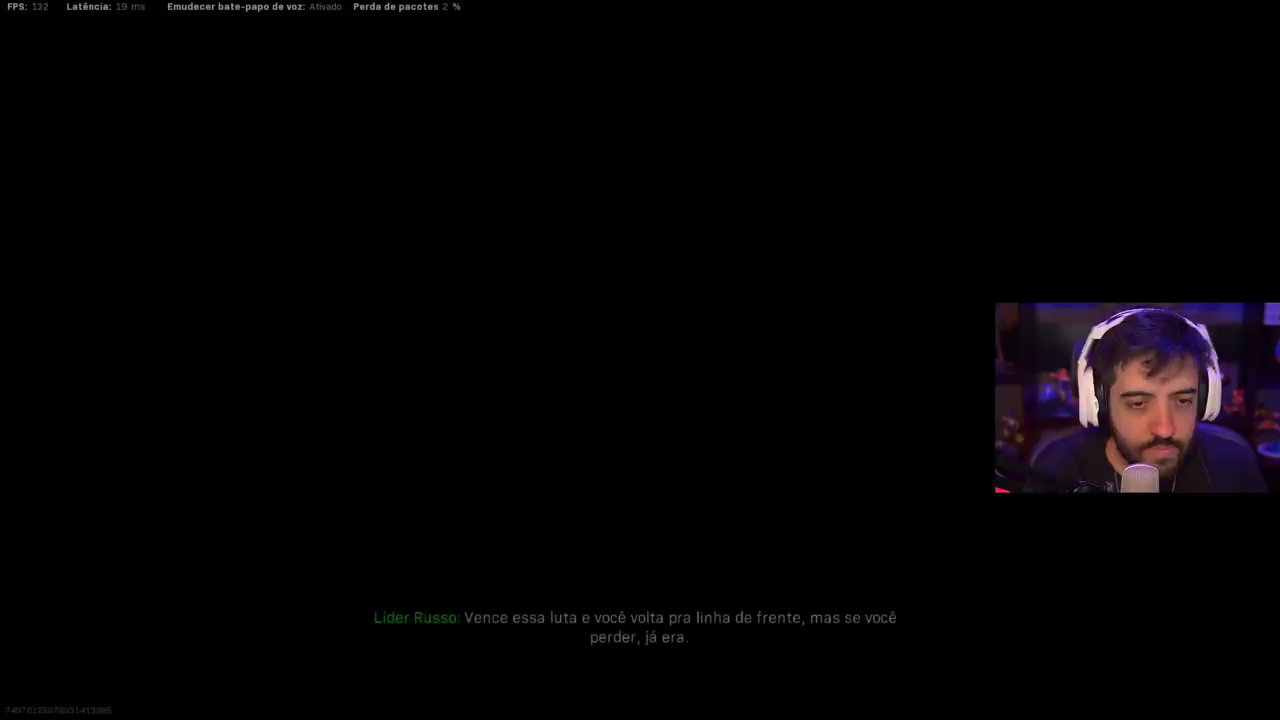 FPS: 132 Latência: 19 ms Emudecer bate-papo de voz: Ativado Perda de pacotes 2 %
Líder Russo: Vence essa luta e você volta pra linha de frente, mas se você
perder, já era.